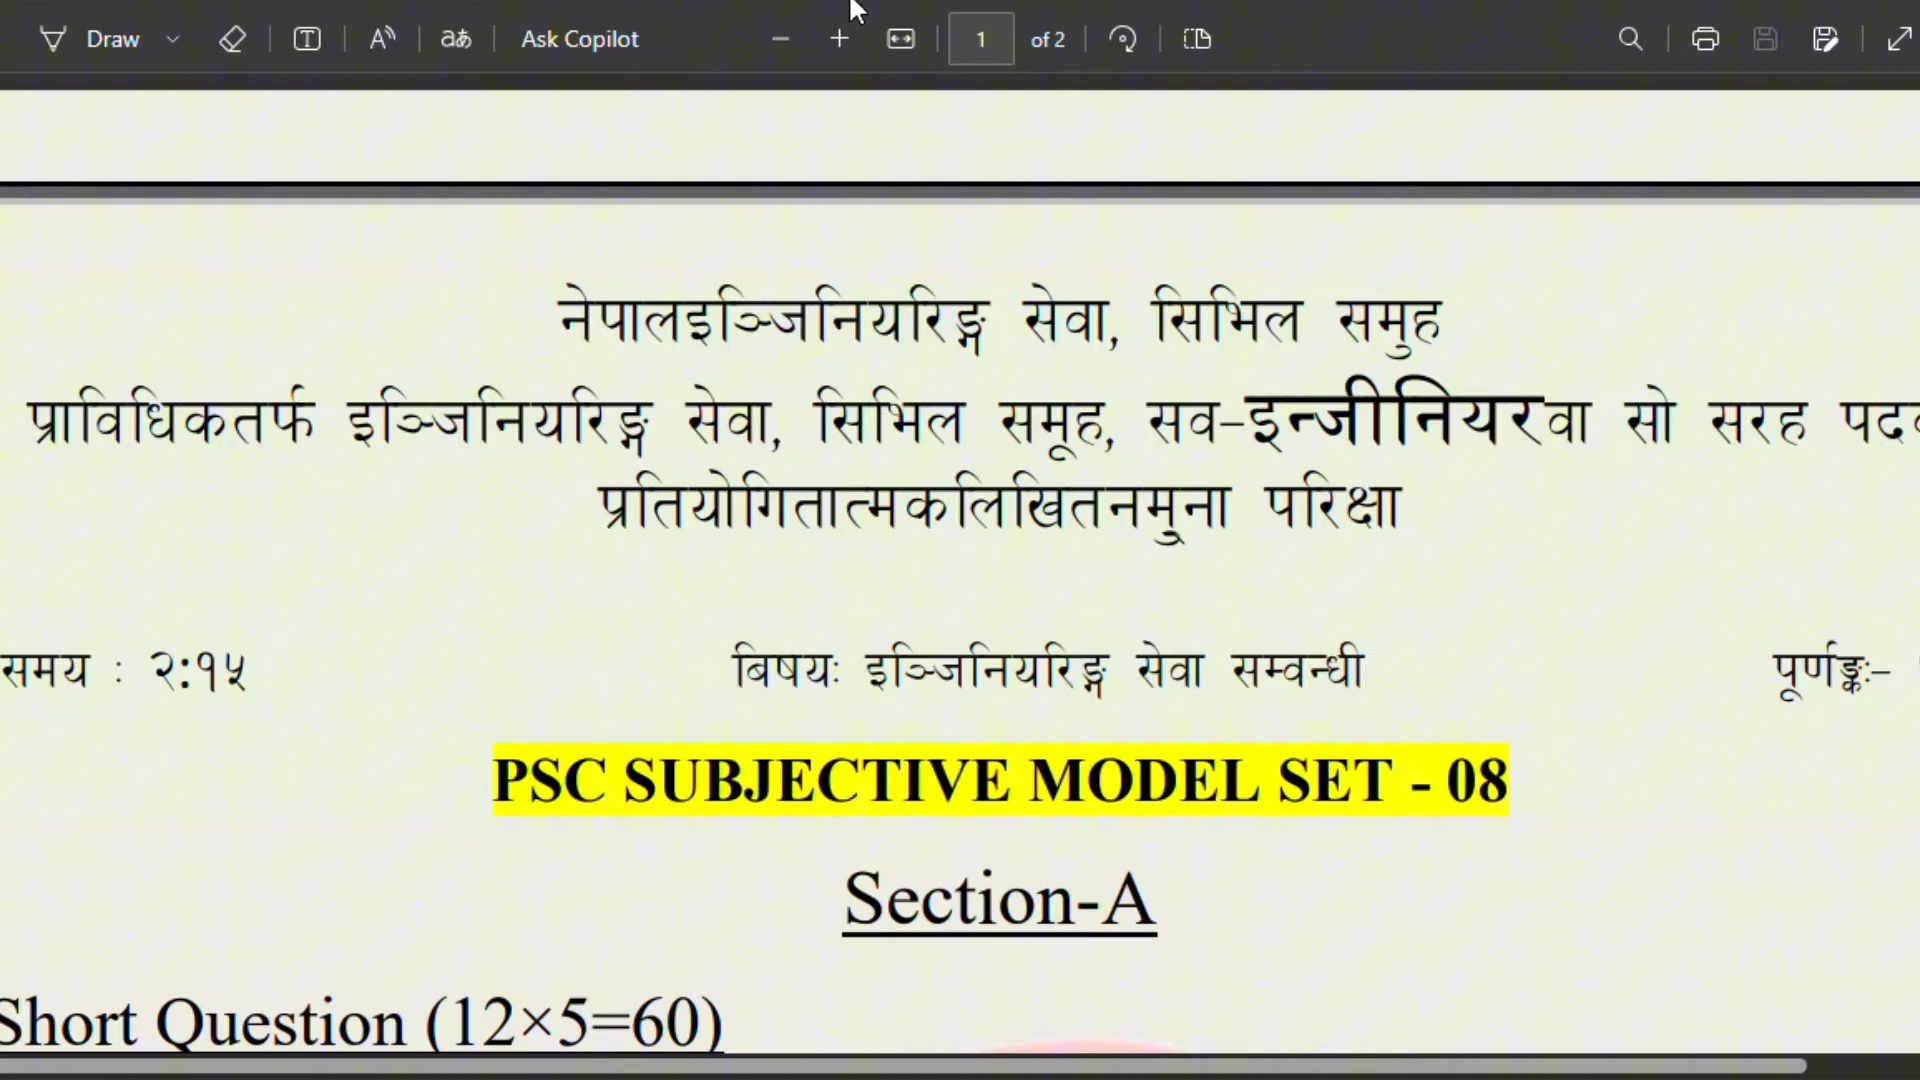 Draw
Ask Copilot
1 of 2
नेपालइञ्जिनियरिङ्ग सेवा, सिभिल समुह
प्राविधिकतर्फ इञ्जिनियरिङ्ग सेवा, सिभिल समूह, सव-इन्जीनियरवा सो सरह
प्रतियोगितात्मकलिखितनमुना परिक्षा
समय : २:१५ बिषयः इञ्जिनियरिङ्ग सेवा सम्वन्धी पूर्णङ्कः-
PSC SUBJECTIVE MODEL SET - 08
Section-A
Short Question (12×5=60)